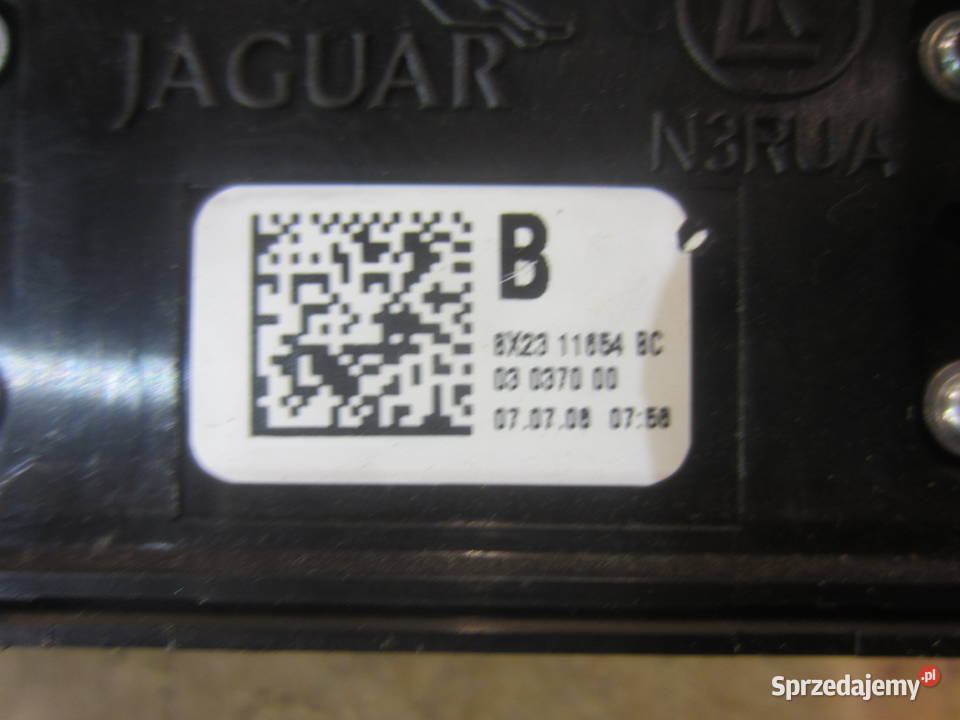 JAGUAR
N3RUA
B
8X23 11654 BC
03 0370 00
07.07.08 07:58
Sprzedajemy.pl